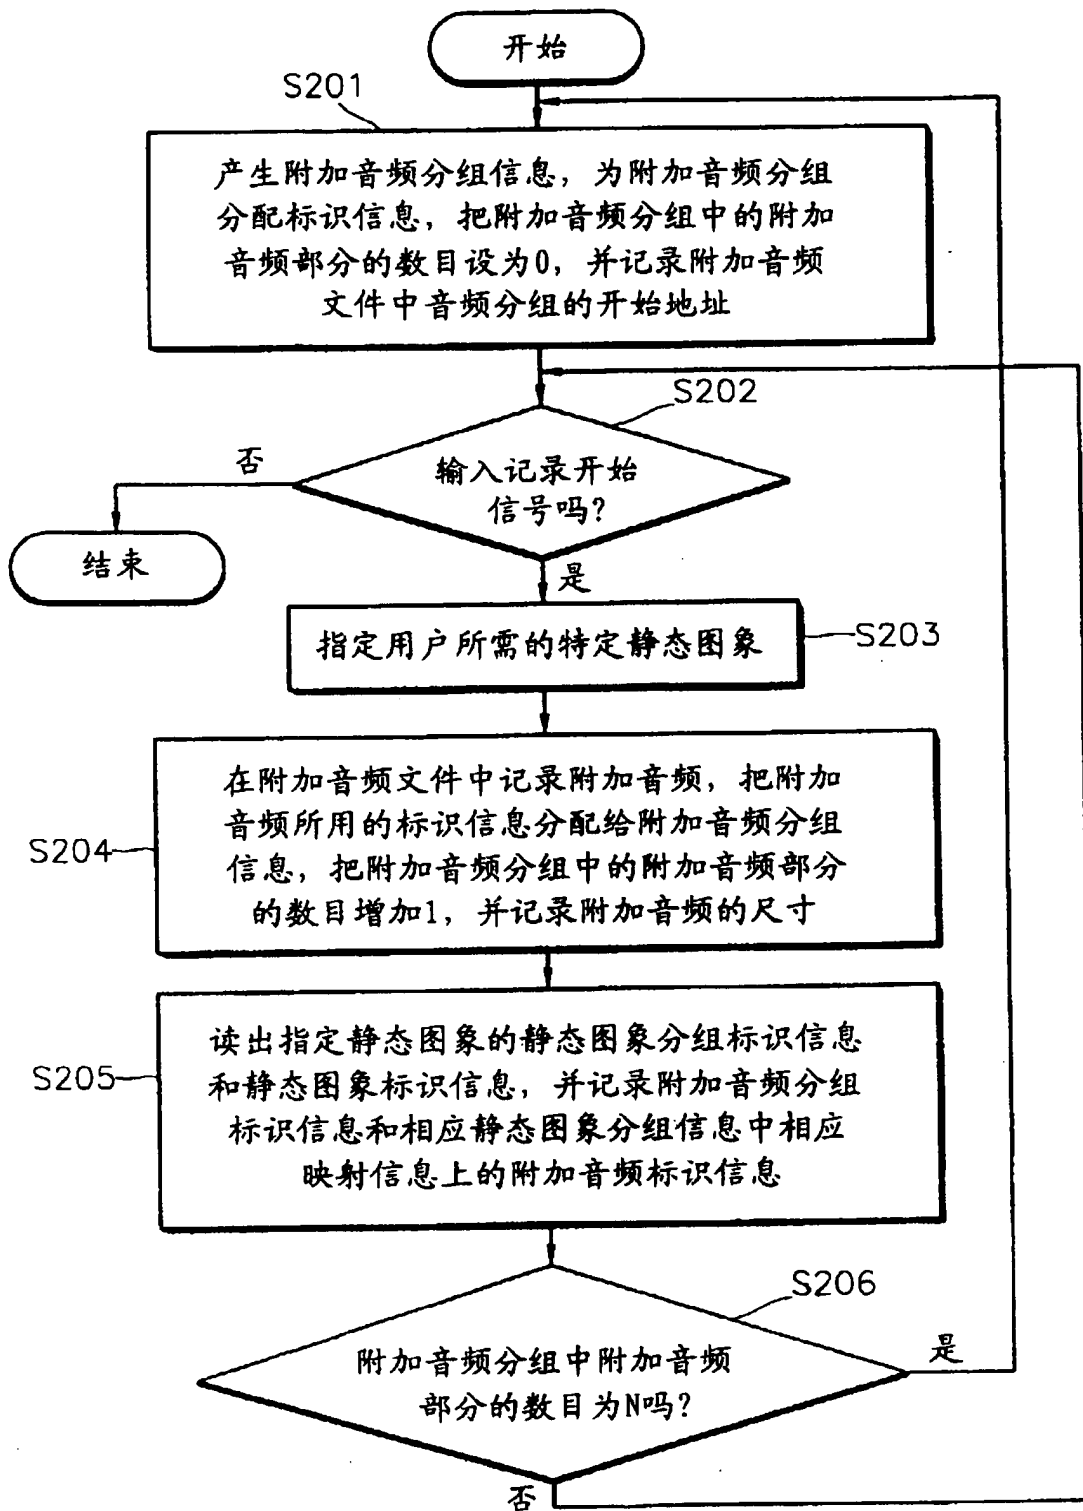 开始
S201
产生附加音频分组信息，为附加音频分组
分配标识信息，把附加音频分组中的附加
音频部分的数目设为0，并记录附加音频
文件中音频分组的开始地址
S202
否
输入记录开始
信号吗？
结束
是
指定用户所需的特定静态图象
S203
在附加音频文件中记录附加音频，把附加
音频所用的标识信息分配给附加音频分组
信息，把附加音频分组中的附加音频部分
的数目增加1，并记录附加音频的尺寸
S204
读出指定静态图象的静态图象分组标识信息
和静态图象标识信息，并记录附加音频分组
标识信息和相应静态图象分组信息中相应
映射信息上的附加音频标识信息
S205
S206
是
附加音频分组中附加音频
部分的数目为N吗？
否